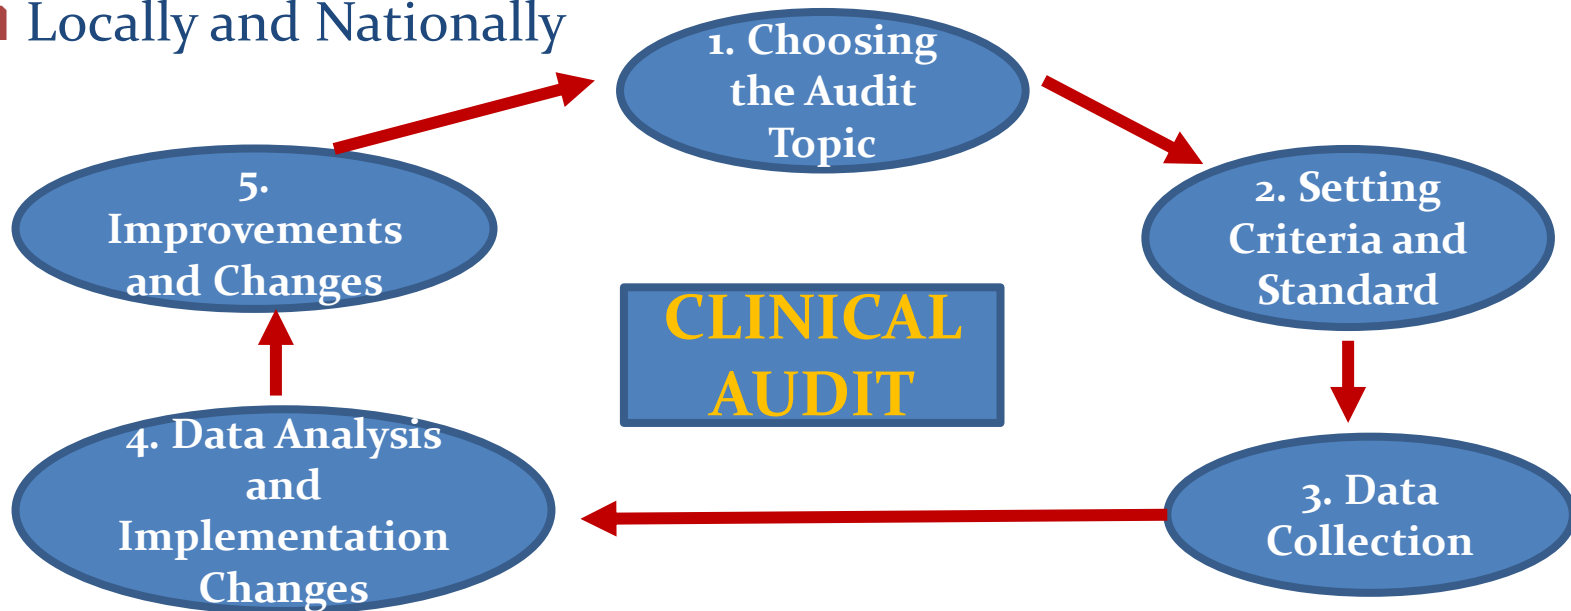 Locally and Nationally
1. Choosing
the Audit
Topic
2. Setting
Criteria and
Standard
3. Data
Collection
4. Data Analysis
and
Implementation
Changes
5.
Improvements
and Changes
CLINICAL
AUDIT